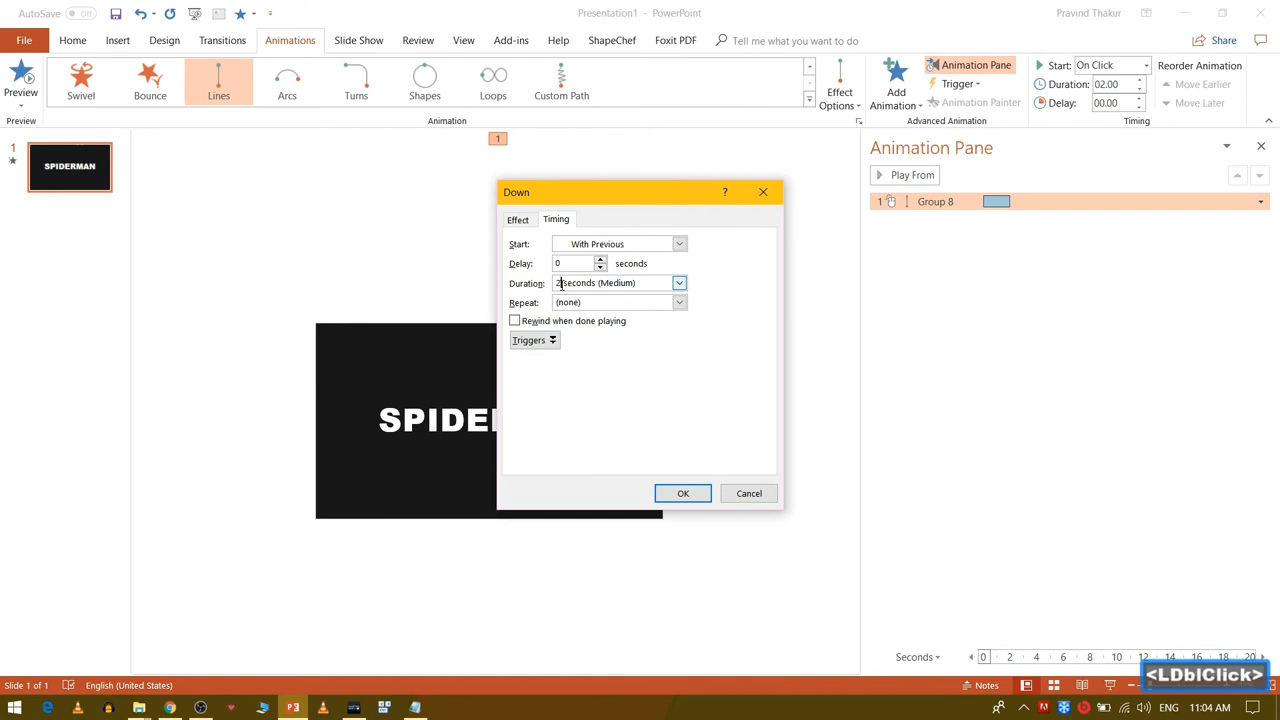 AutoSave Off
Presentation1 - PowerPoint
Pravind Thakur
File Home Insert Design Transitions Animations Slide Show Review View Add-ins Help ShapeChef Foxit PDF Tell me what you want to do Share
Preview
Swivel Bounce Lines Arcs Turns Shapes Loops Custom Path
Effect Options
Add Animation
Animation Pane
Trigger
Animation Painter
Start: On Click
Duration: 02.00
Delay: 00.00
Reorder Animation
Move Earlier
Move Later
Preview Animation Advanced Animation Timing
1
1
SPIDERMAN
Animation Pane
Play From
1 Group 8
Down ?
Effect Timing
Start: With Previous
Delay: 0 seconds
Duration: 2 seconds (Medium)
Repeat: (none)
Rewind when done playing
Triggers
OK Cancel
SPIDER
Seconds 0 2 4 6 8 10 12 14 16 18 20
<LDblClick>
Slide 1 of 1 English (United States) Notes
ENG 11:04 AM